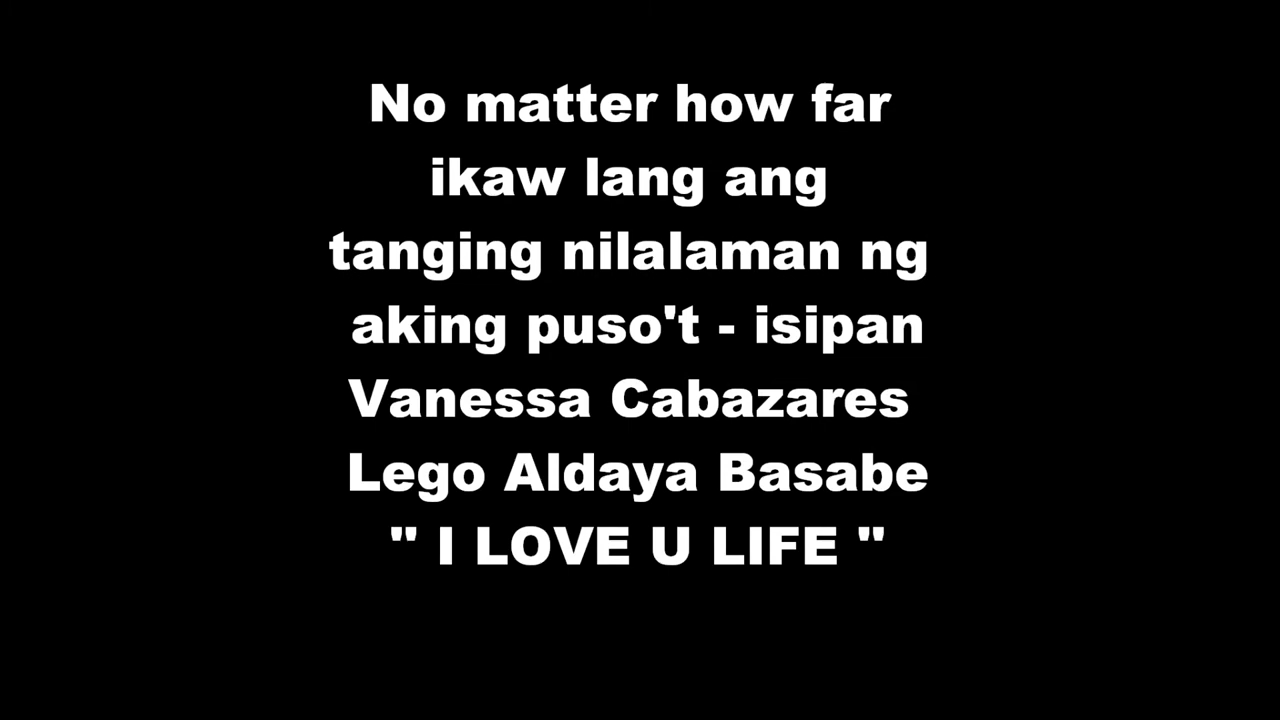 No matter how far
ikaw lang ang
tanging nilalaman ng
aking puso't - isipan
Vanessa Cabazares
Lego Aldaya Basabe
" I LOVE U LIFE "